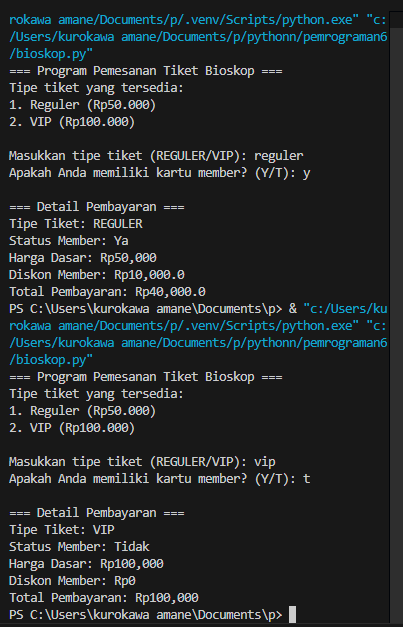 rokawa amane/Documents/p/.venv/Scripts/python.exe" "c:
/Users/kurokawa amane/Documents/p/pythonn/pemrograman6
/bioskop.py"
=== Program Pemesanan Tiket Bioskop ===
Tipe tiket yang tersedia:
1. Reguler (Rp50.000)
2. VIP (Rp100.000)
Masukkan tipe tiket (REGULER/VIP): reguler
Apakah Anda memiliki kartu member? (Y/T): y
=== Detail Pembayaran ===
Tipe Tiket: REGULER
Status Member: Ya
Harga Dasar: Rp50,000
Diskon Member: Rp10,000.0
Total Pembayaran: Rp40,000.0
PS C:\Users\kurokawa amane\Documents\p> & "c:/Users/ku
rokawa amane/Documents/p/.venv/Scripts/python.exe" "c:
/Users/kurokawa amane/Documents/p/pythonn/pemrograman6
/bioskop.py"
=== Program Pemesanan Tiket Bioskop ===
Tipe tiket yang tersedia:
1. Reguler (Rp50.000)
2. VIP (Rp100.000)
Masukkan tipe tiket (REGULER/VIP): vip
Apakah Anda memiliki kartu member? (Y/T): t
=== Detail Pembayaran ===
Tipe Tiket: VIP
Status Member: Tidak
Harga Dasar: Rp100,000
Diskon Member: Rp0
Total Pembayaran: Rp100,000
PS C:\Users\kurokawa amane\Documents\p>